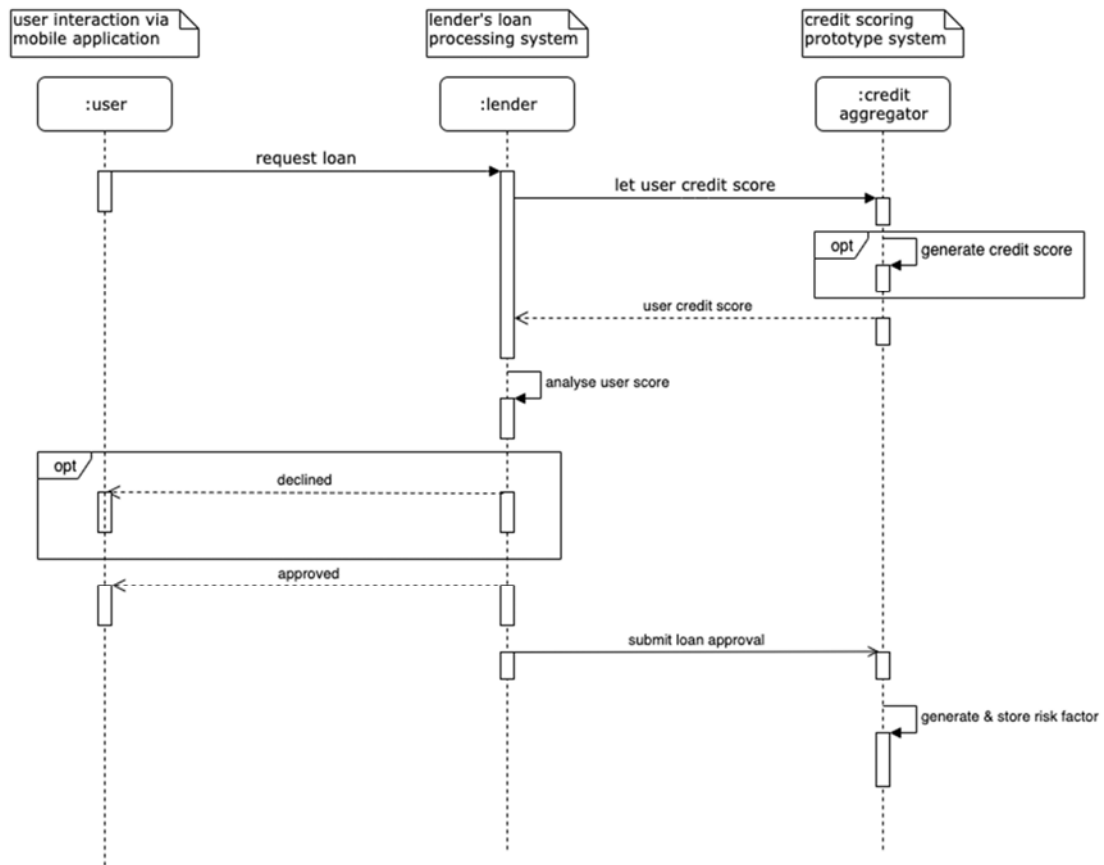 user interaction via
mobile application
lender's loan
processing system
credit scoring
prototype system
:user
:lender
:credit
aggregator
request loan
let user credit score
opt
generate credit score
user credit score
analyse user score
opt
declined
approved
submit loan approval
generate & store risk factor